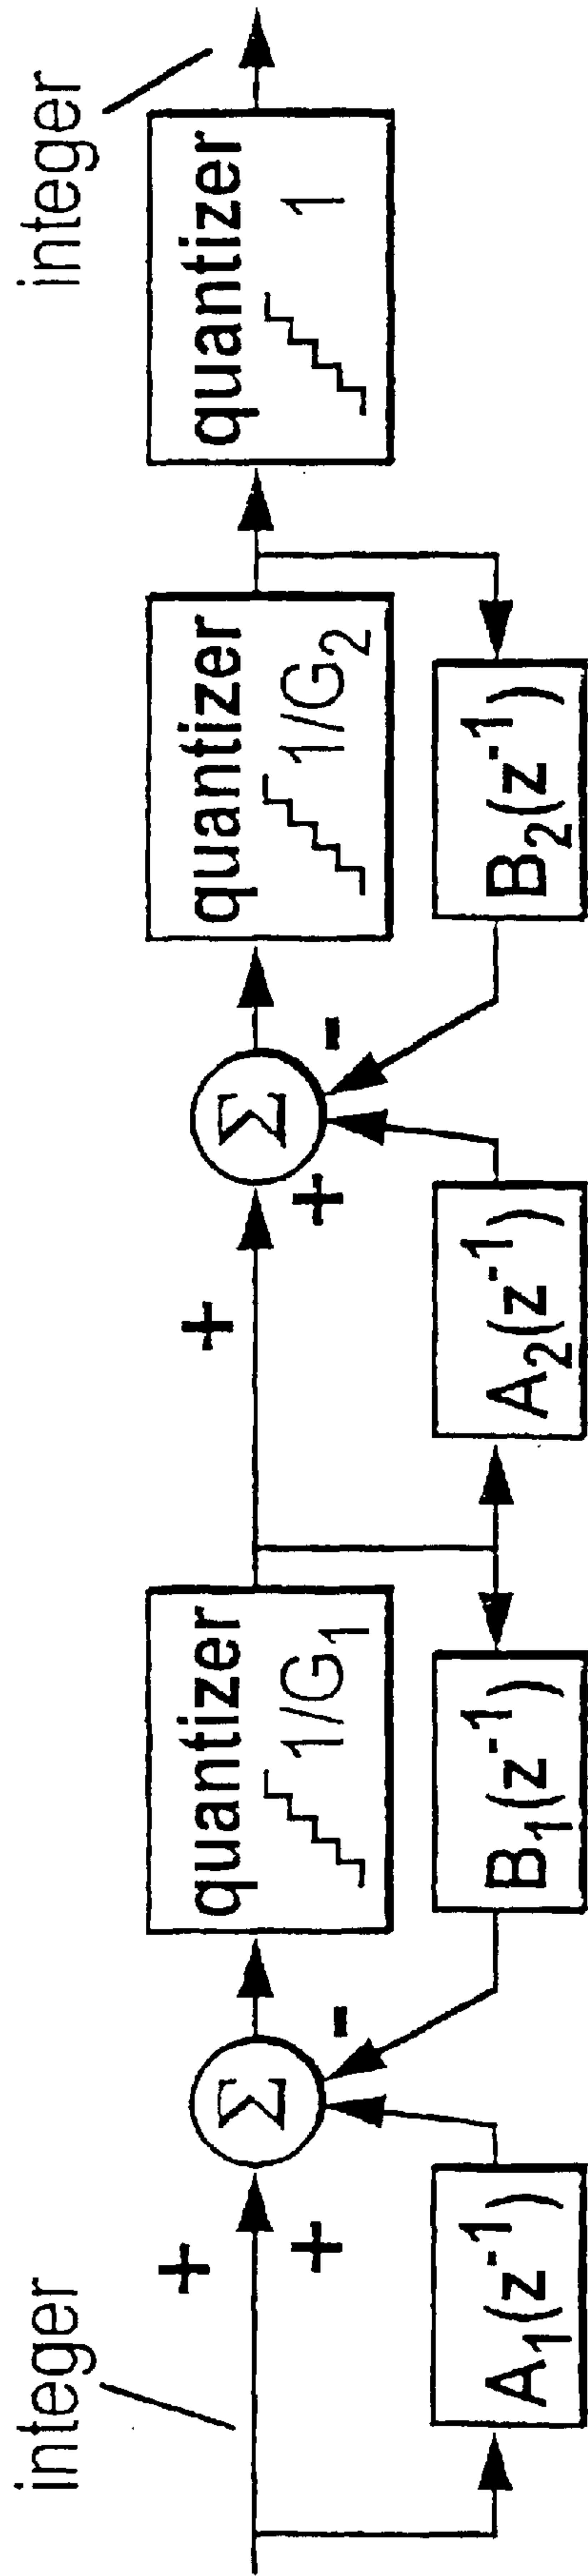 integer
+
+
A₁(z⁻¹)
Σ
-
quantizer
1/G₁
B₁(z⁻¹)
+
A₂(z⁻¹)
+
Σ
-
quantizer
1/G₂
B₂(z⁻¹)
quantizer
1
integer